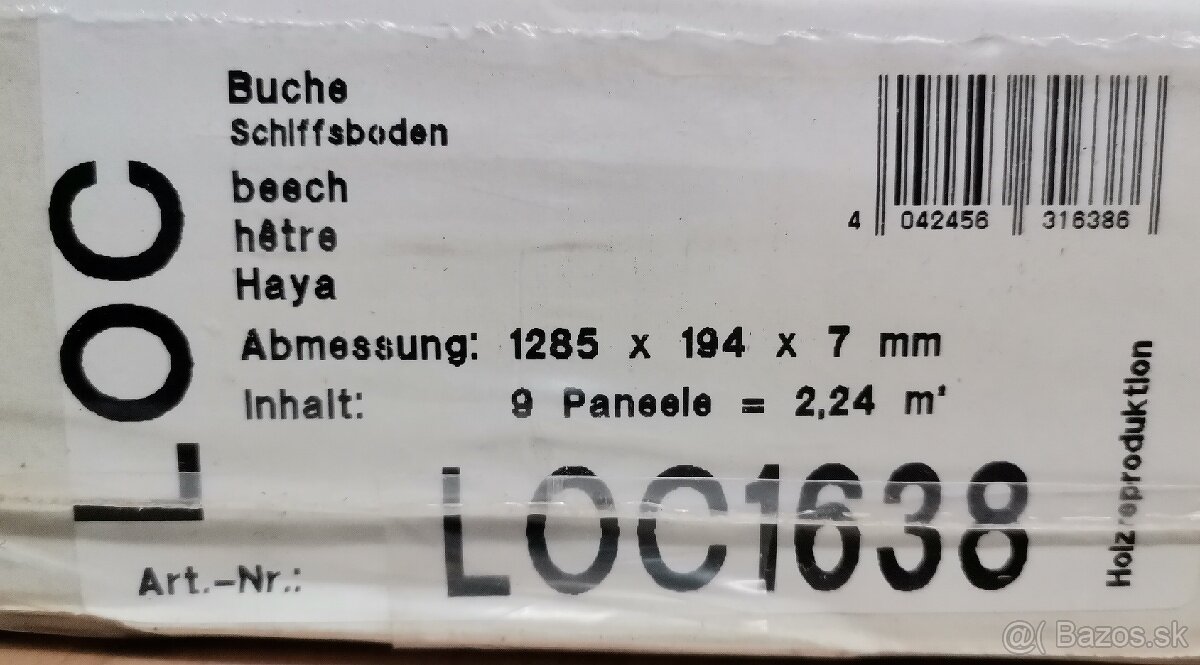 LOC
Buche
Schiffsboden
beech
hêtre
Haya
Abmessung: 1285 x 194 x 7 mm
Inhalt: 9 Paneele = 2,24 m²
Art.-Nr.: LOC1638
4 042456 316386
Holzreproduktion
@( Bazos.sk